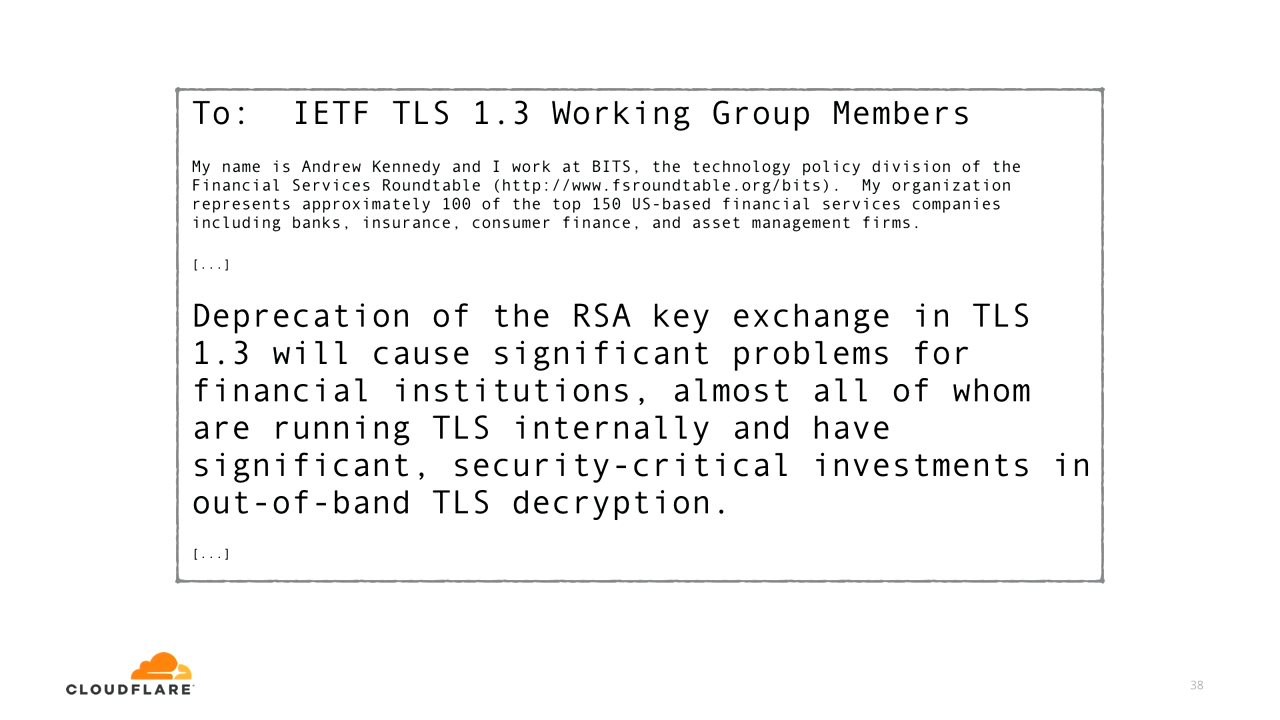 To:  IETF TLS 1.3 Working Group Members
My name is Andrew Kennedy and I work at BITS, the technology policy division of the
Financial Services Roundtable (http://www.fsroundtable.org/bits).  My organization
represents approximately 100 of the top 150 US-based financial services companies
including banks, insurance, consumer finance, and asset management firms.
[...]
Deprecation of the RSA key exchange in TLS
1.3 will cause significant problems for
financial institutions, almost all of whom
are running TLS internally and have
significant, security-critical investments in
out-of-band TLS decryption.
[...]
CLOUDFLARE
38